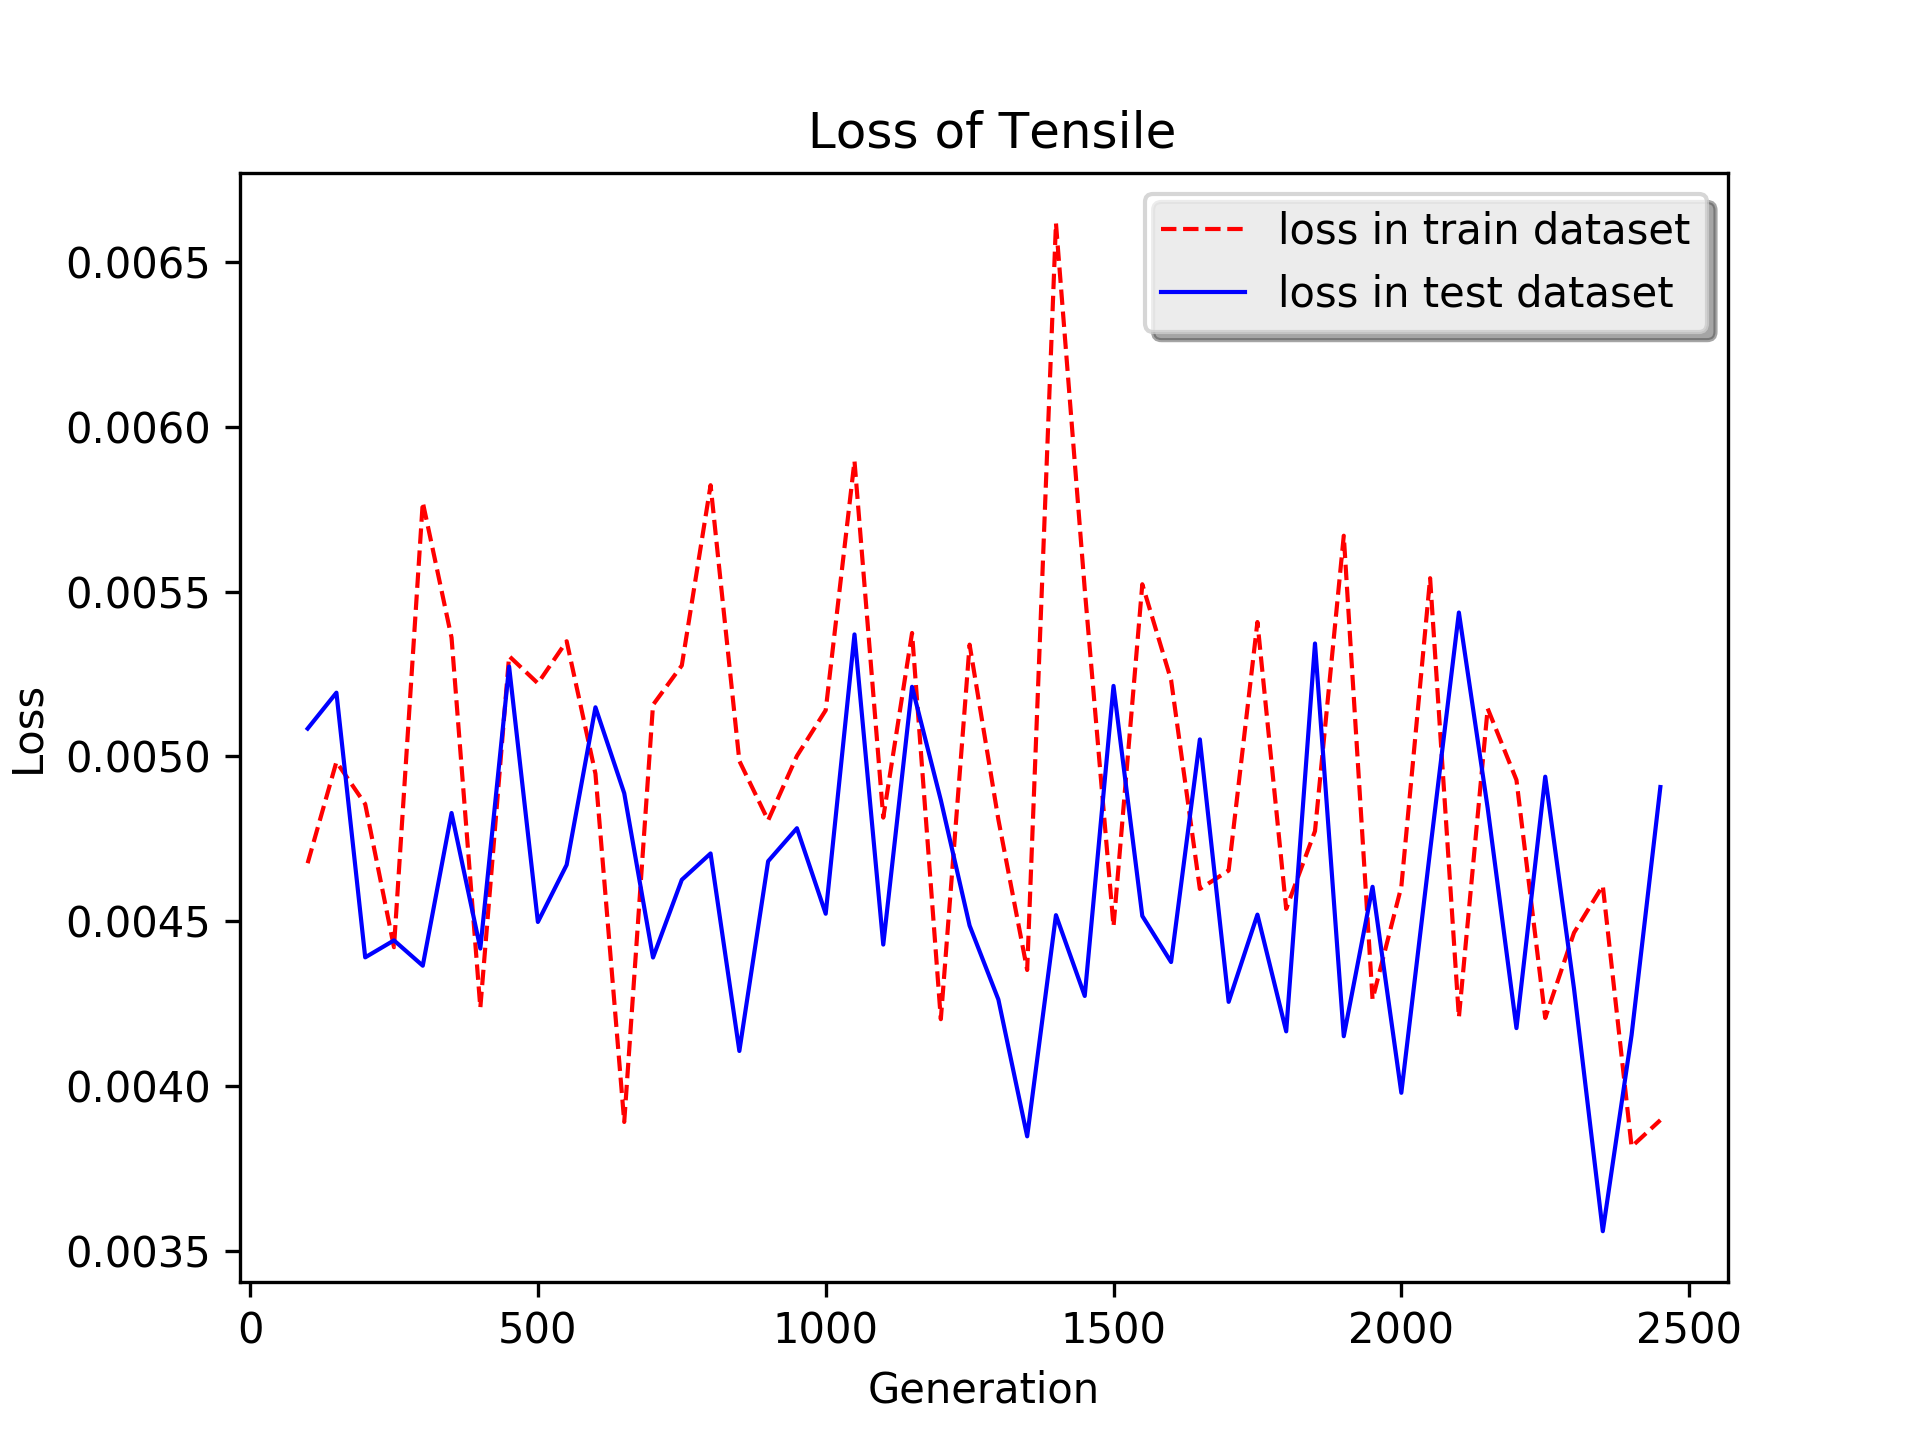 Loss of Tensile
loss in train dataset
loss in test dataset
0.0065
0.0060
0.0055
0.0050
0.0045
0.0040
0.0035
Loss
0 500 1000 1500 2000 2500
Generation